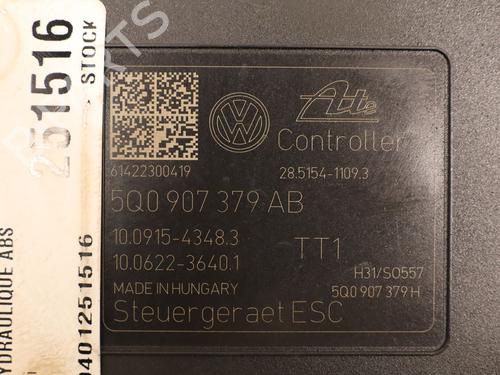 251516
> STOCK
YDRAULIQUE ABS
0401251516
Ate
Controller
61422300419
28.5154-1109.3
5Q0 907 379 AB
10.0915-4348.3
TT1
10.0622-3640.1
H31/SO557
MADE IN HUNGARY
5Q0 907 379 H
Steuergeraet ESC